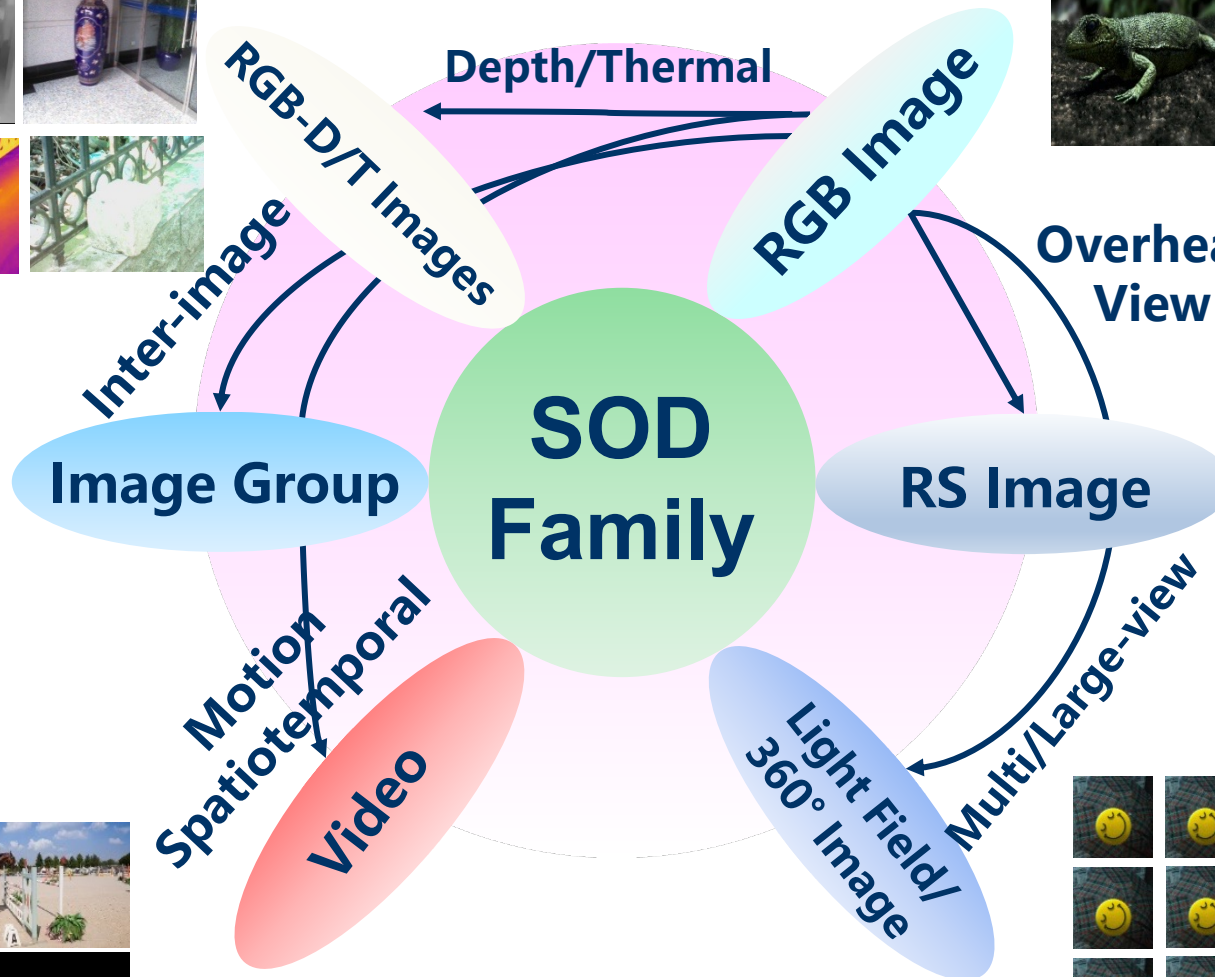 Depth/Thermal
RGB-D/T Images
RGB Image
Inter-image
View
SOD
Family
Image Group
RS Image
Motion
Spatiotemporal
Multi/Large-view
Video
Light Field/
360° Image